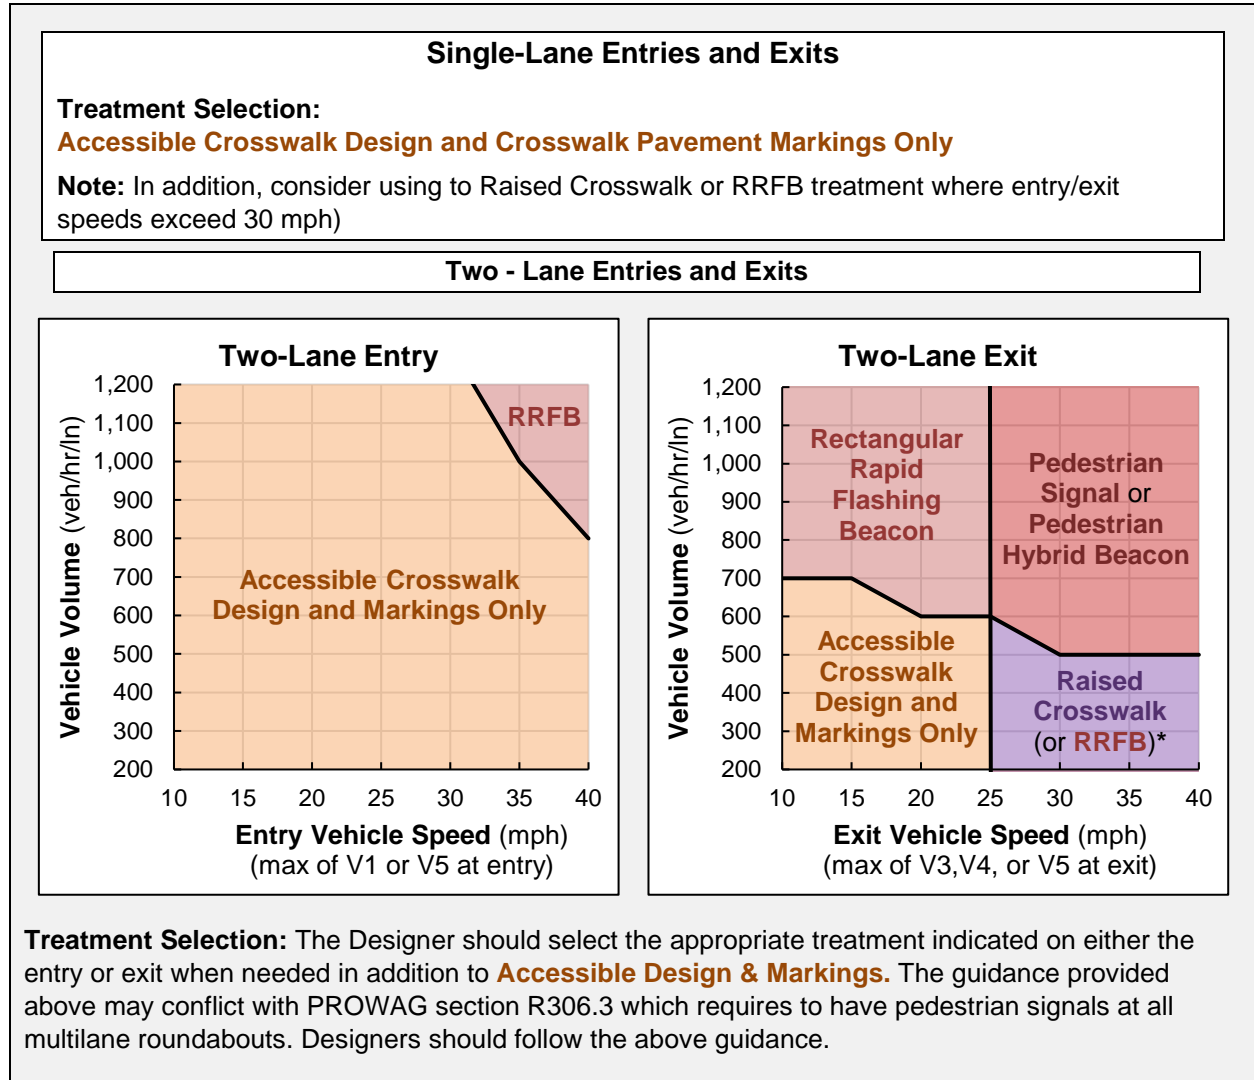 Single-Lane Entries and Exits
Treatment Selection:
Accessible Crosswalk Design and Crosswalk Pavement Markings Only
Note: In addition, consider using to Raised Crosswalk or RRFB treatment where entry/exit
speeds exceed 30 mph)
Two - Lane Entries and Exits
Two-Lane Entry
Vehicle Volume (veh/hr/ln)
1,200
1,100
1,000
900
800
700
600
500
400
300
200
RRFB
Accessible Crosswalk
Design and Markings Only
10 15 20 25 30 35 40
Entry Vehicle Speed (mph)
(max of V1 or V5 at entry)
Two-Lane Exit
Vehicle Volume (veh/hr/ln)
1,200
1,100
1,000
900
800
700
600
500
400
300
200
Rectangular
Rapid
Flashing
Beacon
Pedestrian
Signal or
Pedestrian
Hybrid Beacon
Accessible
Crosswalk
Design and
Markings Only
Raised
Crosswalk
(or RRFB)*
10 15 20 25 30 35 40
Exit Vehicle Speed (mph)
(max of V3,V4, or V5 at exit)
Treatment Selection: The Designer should select the appropriate treatment indicated on either the
entry or exit when needed in addition to Accessible Design & Markings. The guidance provided
above may conflict with PROWAG section R306.3 which requires to have pedestrian signals at all
multilane roundabouts. Designers should follow the above guidance.